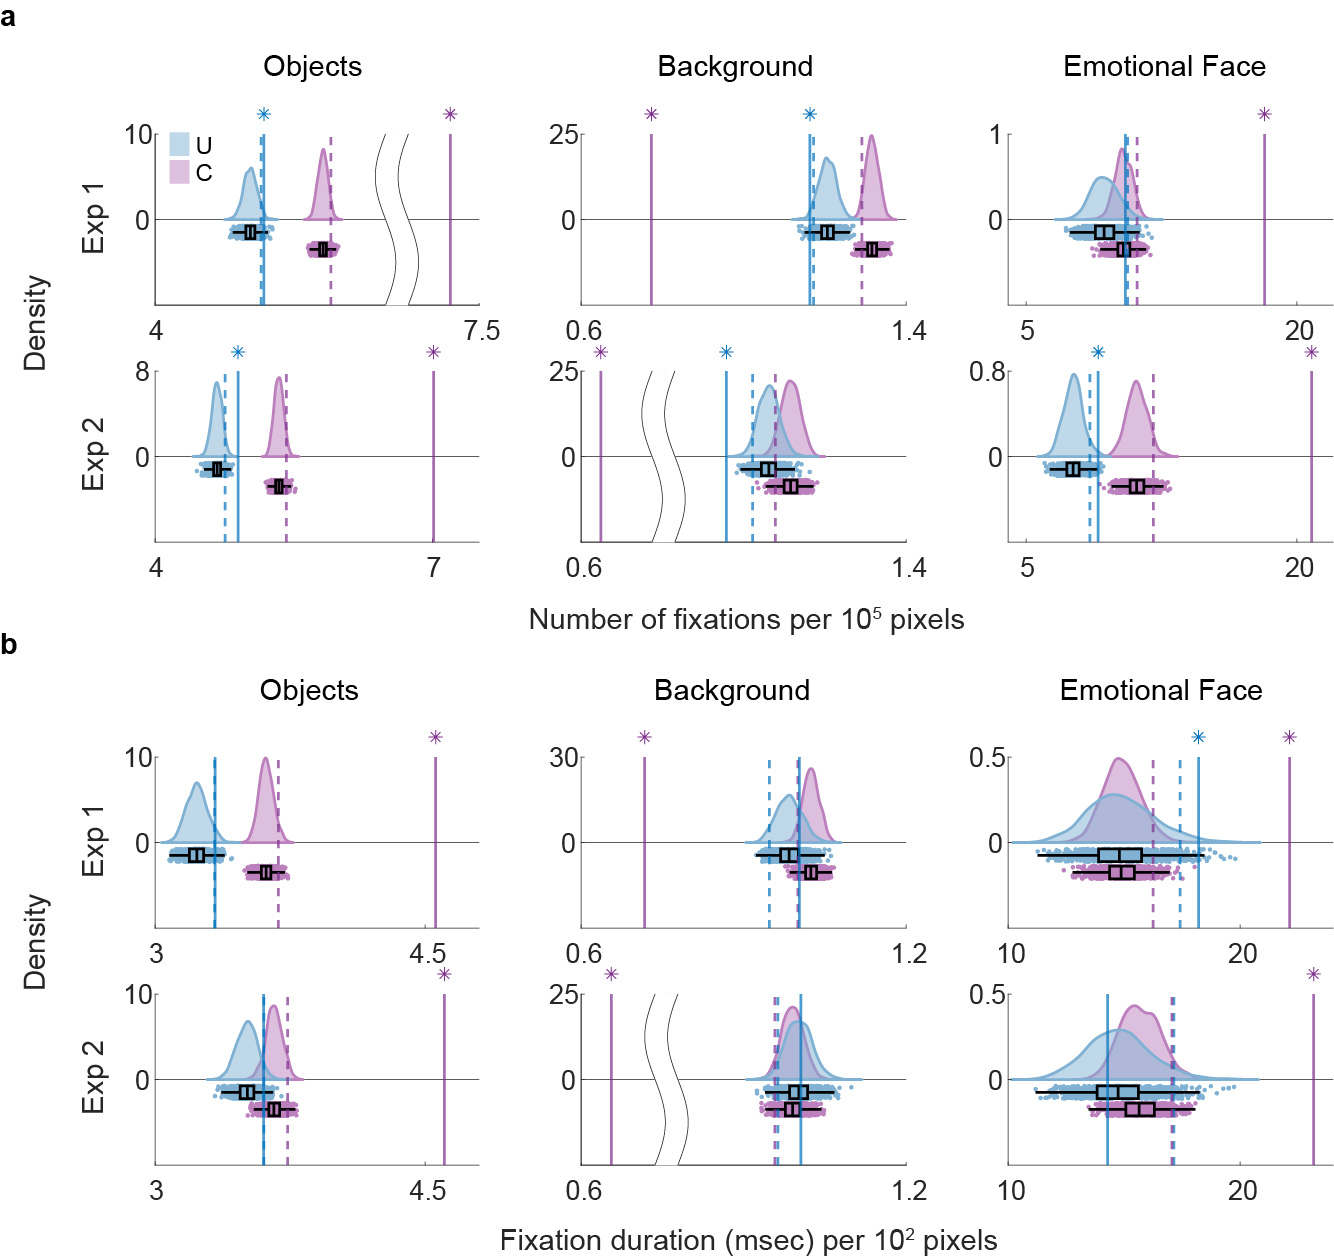 a
Objects Background Emotional Face
* * * * *
10 25 1
U
C
Exp 1
0 0 0
4 7.5 0.6 1.4 5 20
Density
* * * * * *
8 25 0.8
Exp 2
0 0 0
4 7 0.6 1.4 5 20
Number of fixations per 10⁵ pixels
b
Objects Background Emotional Face
* * * *
10 30 0.5
Exp 1
0 0 0
3 4.5 0.6 1.2 10 20
Density
* * *
10 25 0.5
Exp 2
0 0 0
3 4.5 0.6 1.2 10 20
Fixation duration (msec) per 10² pixels